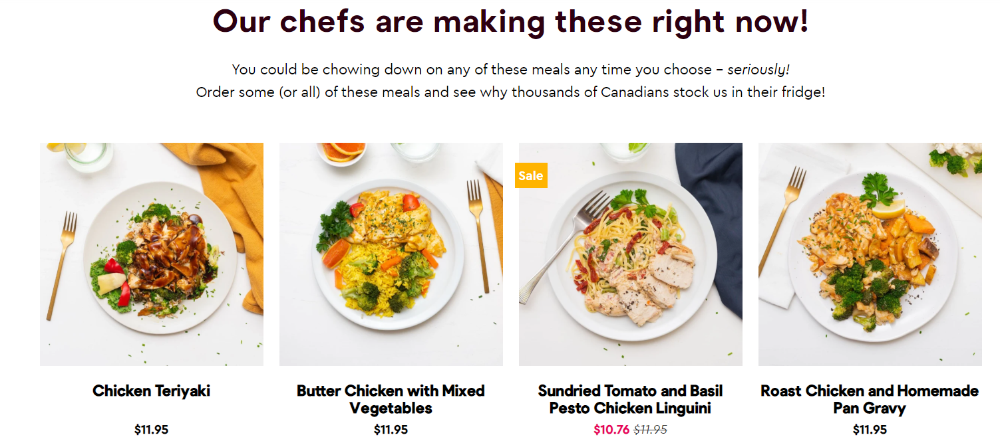 Our chefs are making these right now!
You could be chowing down on any of these meals any time you choose – seriously!
Order some (or all) of these meals and see why thousands of Canadians stock us in their fridge!
Sale
Chicken Teriyaki
$11.95
Butter Chicken with Mixed
Vegetables
$11.95
Sundried Tomato and Basil
Pesto Chicken Linguini
$10.76 $11.95
Roast Chicken and Homemade
Pan Gravy
$11.95